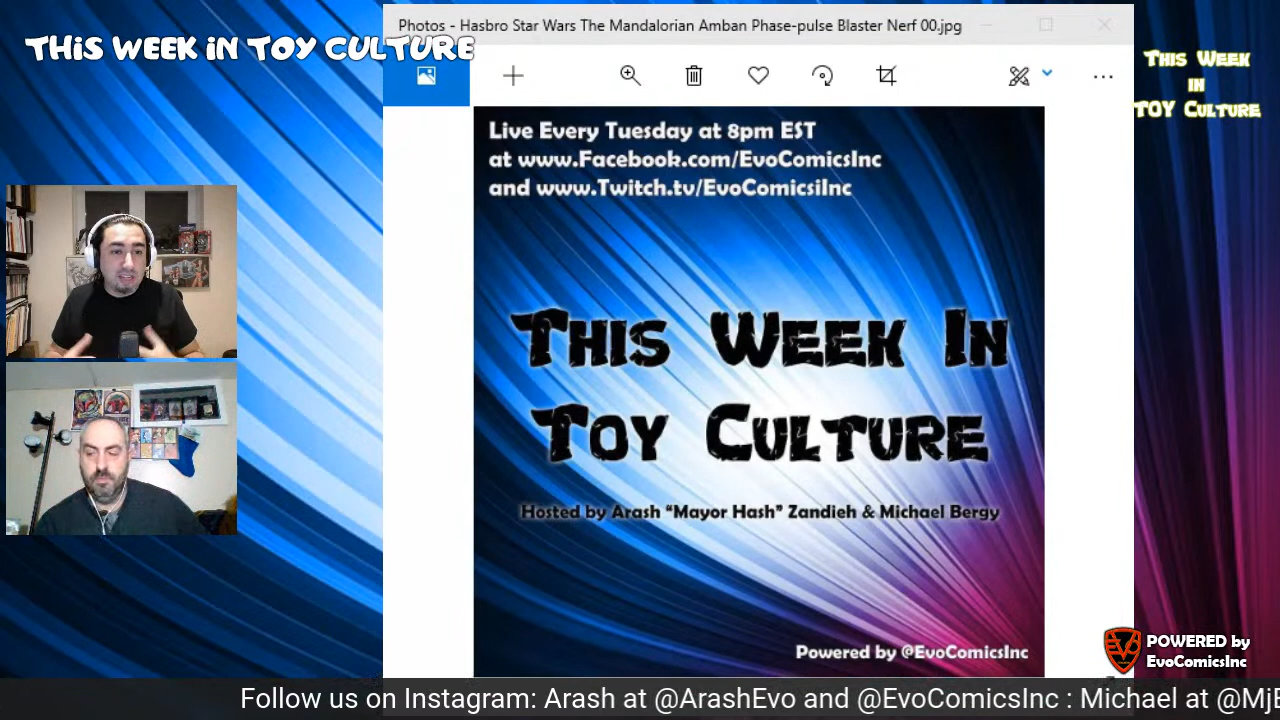 Photos - Hasbro Star Wars The Mandalorian Amban Phase-pulse Blaster Nerf 00.jpg
THiS WEEK iN TOY CULTURE
This Week
in
TOY Culture
Live Every Tuesday at 8pm EST
at www.Facebook.com/EvoComicsInc
and www.Twitch.tv/EvoComicsiInc
This Week In
Toy Culture
Hosted by Arash “Mayor Hash” Zandieh & Michael Bergy
Powered by @EvoComicsInc
EVO
POWERED by
EvoComicsInc
Follow us on Instagram: Arash at @ArashEvo and @EvoComicsInc : Michael at @MjB